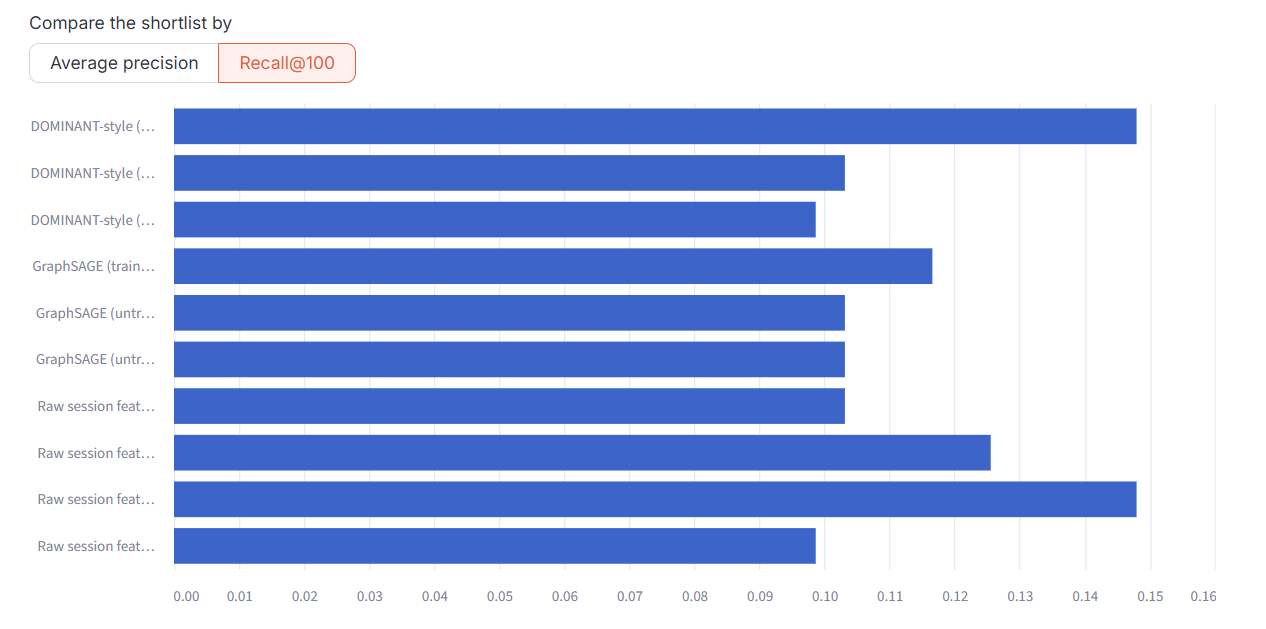 Compare the shortlist by
Average precision Recall@100
DOMINANT-style (...
DOMINANT-style (...
DOMINANT-style (...
GraphSAGE (train...
GraphSAGE (untr...
GraphSAGE (untr...
Raw session feat...
Raw session feat...
Raw session feat...
Raw session feat...
0.00 0.01 0.02 0.03 0.04 0.05 0.06 0.07 0.08 0.09 0.10 0.11 0.12 0.13 0.14 0.15 0.16